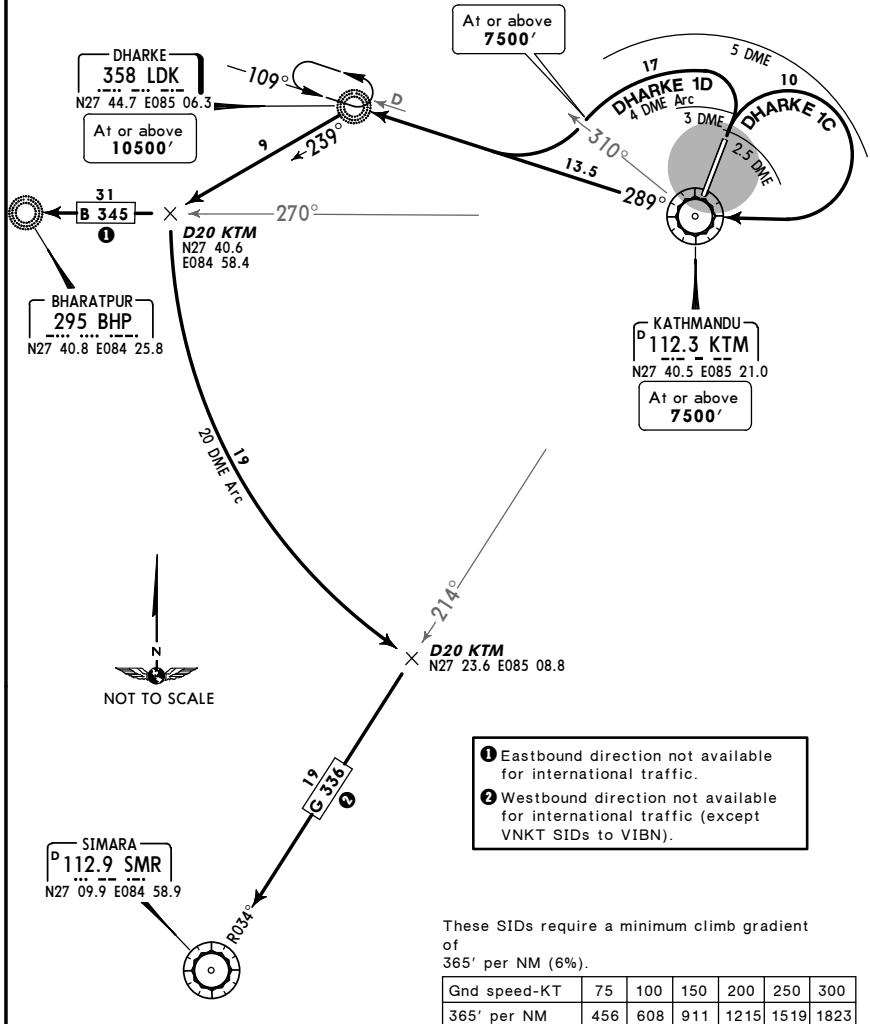 At or above
7500′
5 DME
17
10
DHARKE 1D
4 DME Arc
3 DME
DHARKE 1C
2.5 DME
DHARKE
358 LDK
N27 44.7 E085 06.3
At or above
10500′
109°
D
310°
13.5
289°
9
239°
31
B 345
1
270°
D20 KTM
N27 40.6
E084 58.4
BHARATPUR
295 BHP
N27 40.8 E084 25.8
KATHMANDU
D 112.3 KTM
N27 40.5 E085 21.0
At or above
7500′
19
20 DME Arc
214°
D20 KTM
N27 23.6 E085 08.8
N
NOT TO SCALE
19
G 336
2
1 Eastbound direction not available
for international traffic.
2 Westbound direction not available
for international traffic (except
VNKT SIDs to VIBN).
SIMARA
D 112.9 SMR
N27 09.9 E084 58.9
R034°
These SIDs require a minimum climb gradient
of
365′ per NM (6%).
Gnd speed-KT 75 100 150 200 250 300
365′ per NM 456 608 911 1215 1519 1823